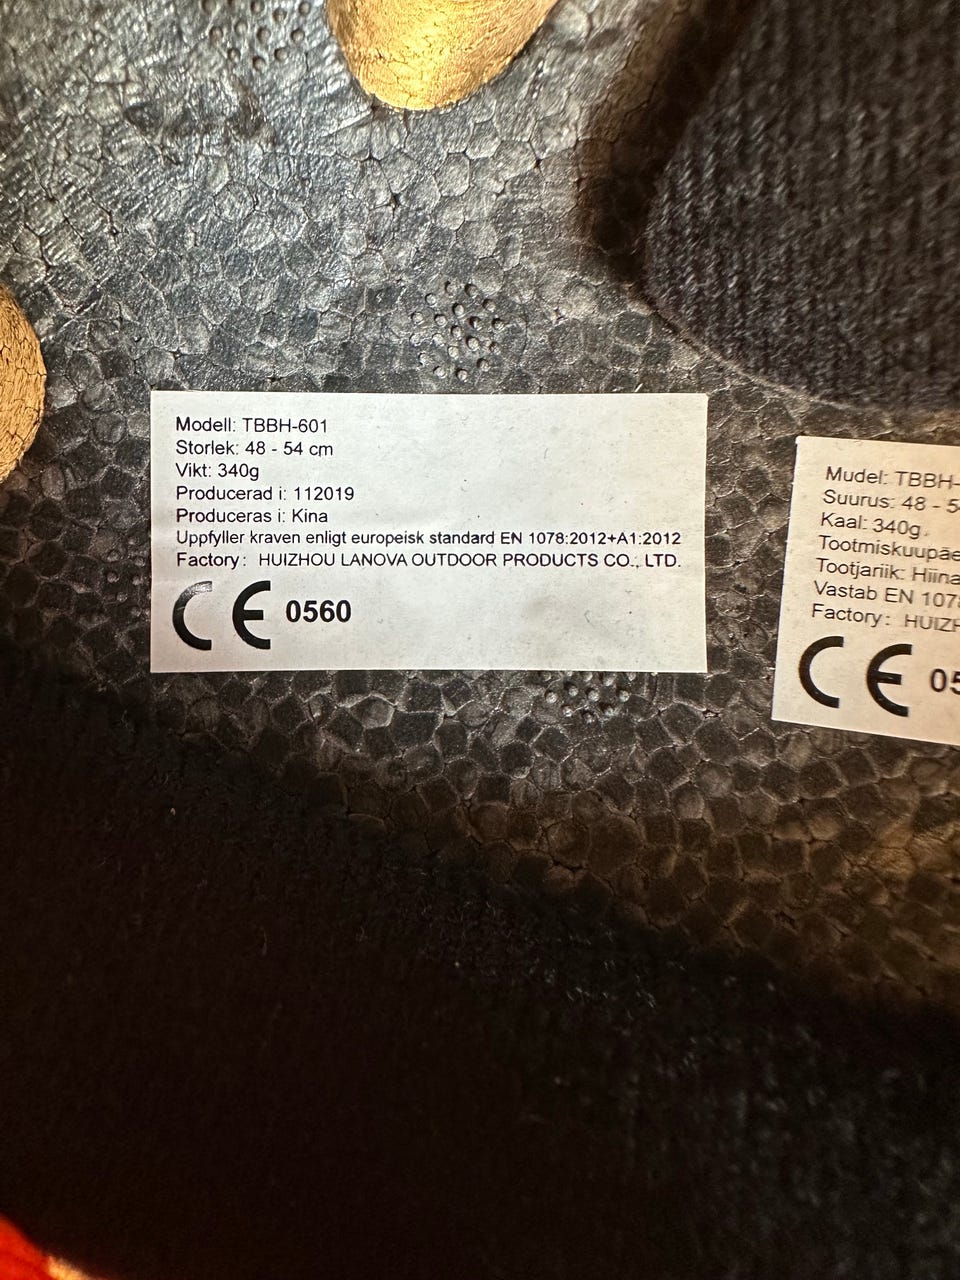 Modell: TBBH-601
Storlek: 48 - 54 cm
Vikt: 340g
Producerad i: 112019
Produceras i: Kina
Uppfyller kraven enligt europeisk standard EN 1078:2012+A1:2012
Factory: HUIZHOU LANOVA OUTDOOR PRODUCTS CO., LTD.
CE 0560
Mudel: TBBH-
Suurus: 48 - 5
Kaal: 340g
Tootmiskuupäe
Tootjariik: Hiina
Vastab EN 107
Factory: HUIZH
CE 05